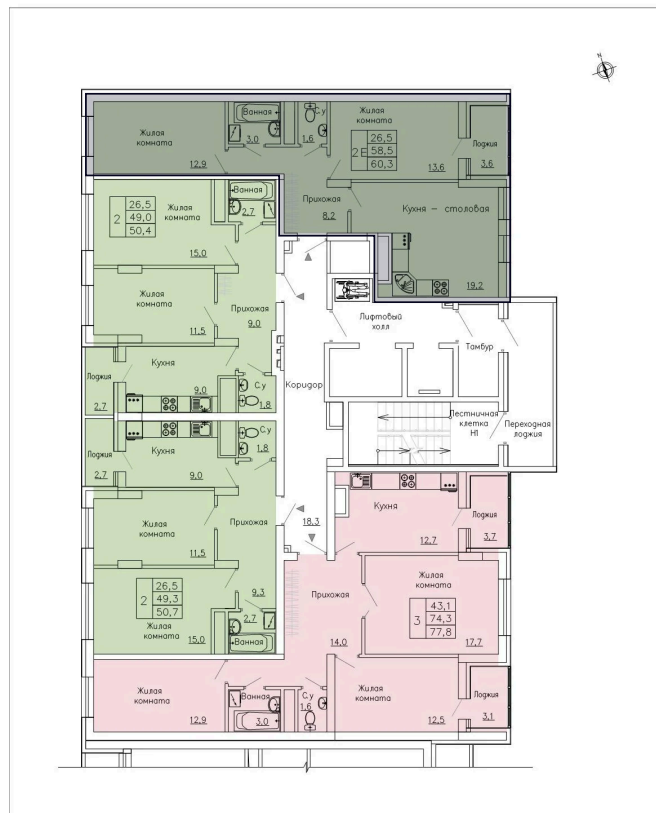 N
Жилая
комната
12.9
Ванная
3.0
С.у
1.6
Жилая
комната
2Е
26,5
58,5
60,3
13.6
Лоджия
3.6
Прихожая
8.2
Кухня – столовая
19.2
2
26,5
49,0
50,4
Жилая
комната
15.0
Ванная
2.7
Жилая
комната
11.5
Прихожая
9.0
Кухня
9.0
Лоджия
2.7
С.у
1.8
Лифтовый
холл
Тамбур
Коридор
Лестничная
клетка
Н1
Переходная
лоджия
Лоджия
2.7
Кухня
9.0
С.у
1.8
Жилая
комната
11.5
Прихожая
9.3
2
26,5
49,3
50,7
Жилая
комната
15.0
2.7
Ванная
18.3
Кухня
12.7
Лоджия
3.7
Прихожая
14.0
Жилая
комната
3
43,1
74,3
77,8
17.7
Жилая
комната
12.9
Ванная
3.0
С.у
1.6
Жилая
комната
12.5
Лоджия
3.1